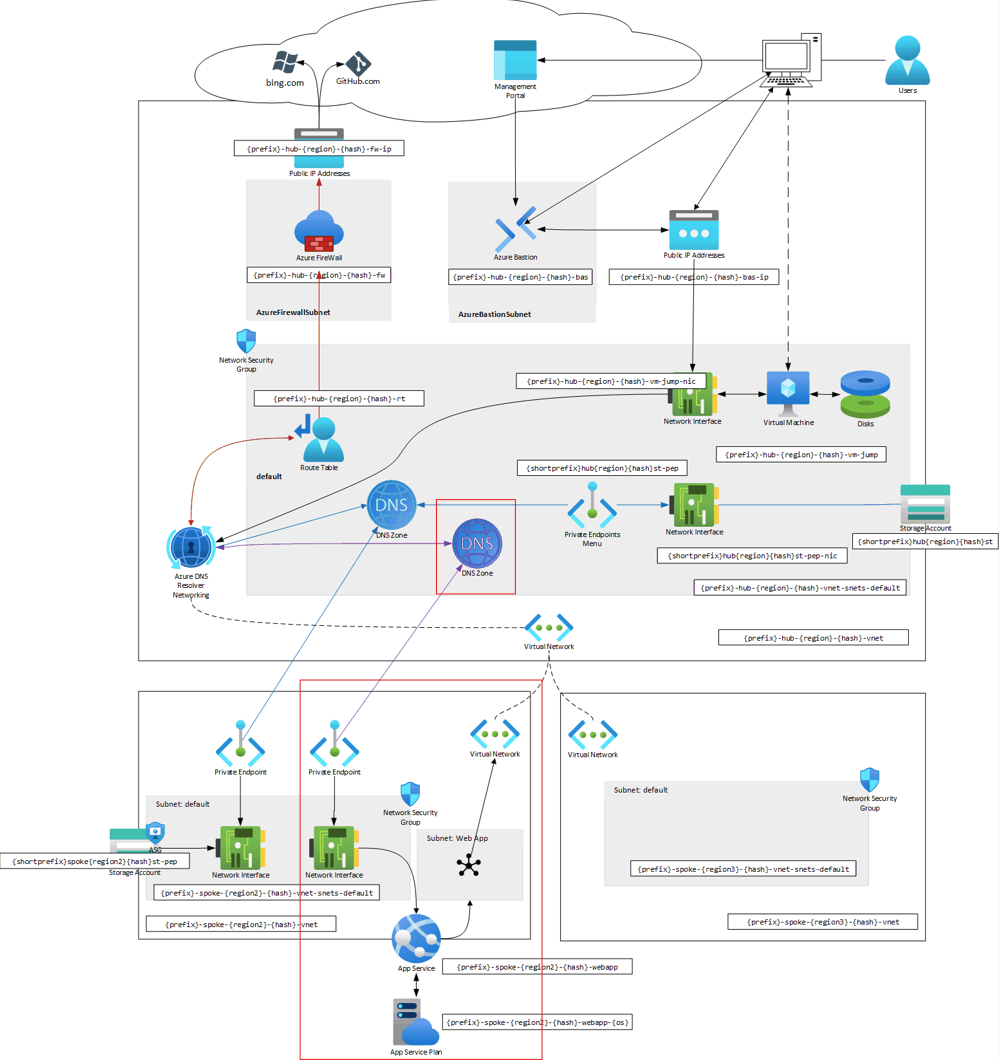 bing.com
GitHub.com
Management
Portal
Users
{prefix}-hub-{region}-{hash}-fw-ip
Public IP Addresses
Azure FireWall
{prefix}-hub-{region}-{hash}-fw
AzureFirewallSubnet
Azure Bastion
{prefix}-hub-{region}-{hash}-bas
AzureBastionSubnet
Public IP Addresses
{prefix}-hub-{region}-{hash}-bas-ip
Network Security
Group
{prefix}-hub-{region}-{hash}-rt
Route Table
default
{prefix}-hub-{region}-{hash}-vm-jump-nic
Network Interface
Virtual Machine
Disks
{prefix}-hub-{region}-{hash}-vm-jump
{shortprefix}hub{region}{hash}st-pep
DNS
DNS Zone
DNS
DNS Zone
Private Endpoints
Menu
Network Interface
Storage Account
{shortprefix}hub{region}{hash}st
{shortprefix}hub{region}{hash}st-pep-nic
{prefix}-hub-{region}-{hash}-vnet-snets-default
Azure DNS
Resolver
Networking
Virtual Network
{prefix}-hub-{region}-{hash}-vnet
Private Endpoint
Private Endpoint
Virtual Network
Virtual Network
Subnet: default
Network Security
Group
Subnet: Web App
ASG
Storage Account
{shortprefix}spoke{region2}{hash}st-pep
Network Interface
Network Interface
{prefix}-spoke-{region2}-{hash}-vnet-snets-default
{prefix}-spoke-{region2}-{hash}-vnet
Subnet: default
Network Security
Group
{prefix}-spoke-{region3}-{hash}-vnet-snets-default
{prefix}-spoke-{region3}-{hash}-vnet
App Service
{prefix}-spoke-{region2}-{hash}-webapp
{prefix}-spoke-{region2}-{hash}-webapp-{os}
App Service Plan